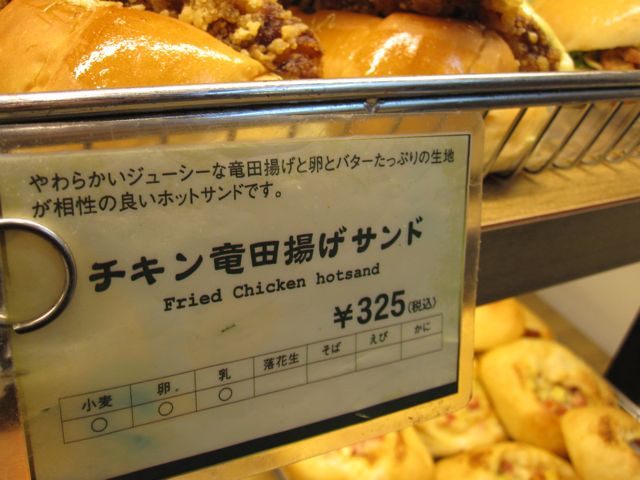 やわらかいジューシーな竜田揚げと卵とバターたっぷりの生地
が相性の良いホットサンドです。
チキン竜田揚げサンド
Fried Chicken hotsand
¥325(税込)
小麦 卵 乳 落花生 そば えび かに
○ ○ ○